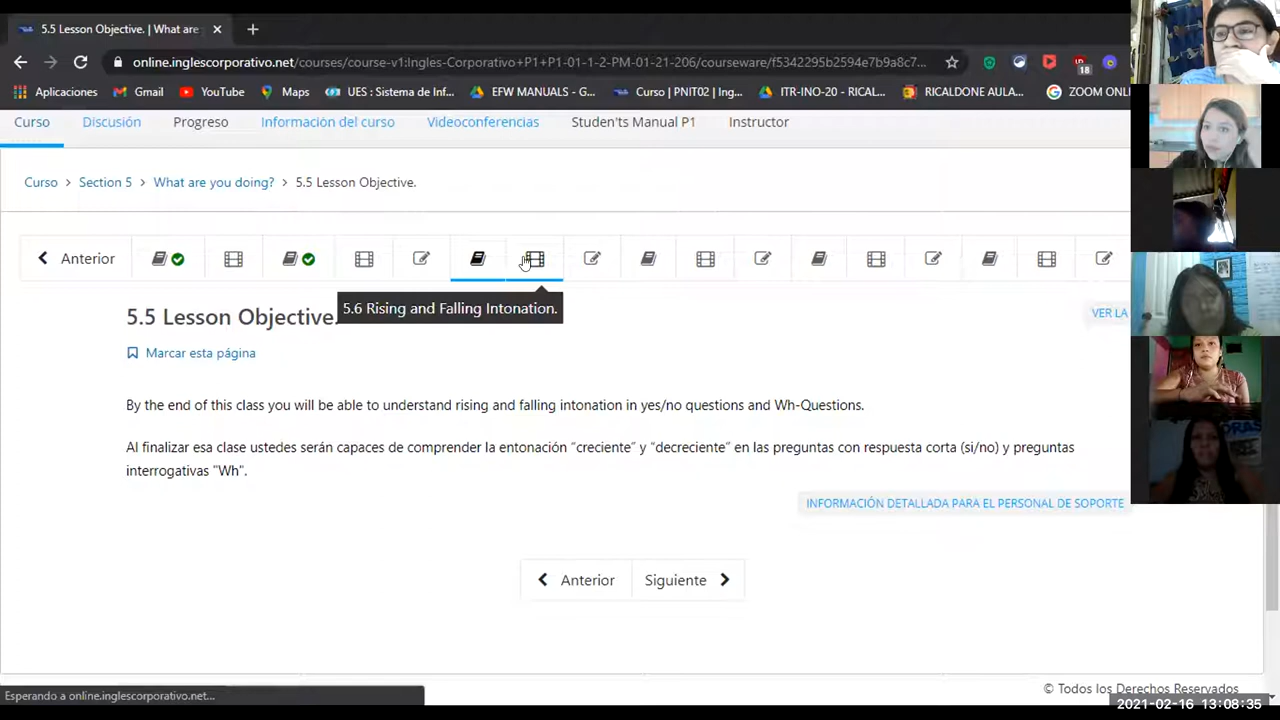 5.5 Lesson Objective. | What are
online.inglescorporativo.net/courses/course-v1:Ingles-Corporativo+P1+P1-01-1-2-PM-01-21-206/courseware/f5342295b2594e7b9a8c7...
18
Aplicaciones Gmail YouTube Maps UES : Sistema de Inf... EFW MANUALS - G... Curso | PNIT02 | Ing... ITR-INO-20 - RICAL... RICALDONE AULA... ZOOM ONL
Curso Discusión Progreso Información del curso Videoconferencias Studen'ts Manual P1 Instructor
Curso > Section 5 > What are you doing? > 5.5 Lesson Objective.
Anterior
5.6 Rising and Falling Intonation.
5.5 Lesson Objective.
VER LA
Marcar esta página
By the end of this class you will be able to understand rising and falling intonation in yes/no questions and Wh-Questions.
Al finalizar esa clase ustedes serán capaces de comprender la entonación “creciente” y “decreciente” en las preguntas con respuesta corta (si/no) y preguntas
interrogativas "Wh".
INFORMACIÓN DETALLADA PARA EL PERSONAL DE SOPORTE
Anterior Siguiente
Esperando a online.inglescorporativo.net...
© Todos los Derechos Reservados
2021-02-16 13:08:35